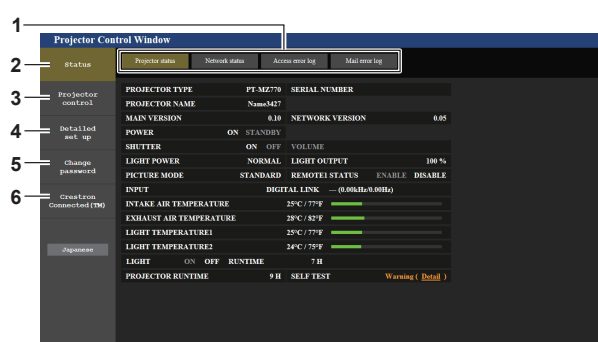 1
Projector Control Window
2
Status
Projector status Network status Access error log Mail error log
3
Projector
control
4
Detailed
set up
5
Change
password
6
Crestron
Connected(TM)
Japanese
PROJECTOR TYPE PT-MZ770 SERIAL NUMBER
PROJECTOR NAME Name3427
MAIN VERSION 0.10 NETWORK VERSION 0.05
POWER ON STANDBY
SHUTTER ON OFF VOLUME
LIGHT POWER NORMAL LIGHT OUTPUT 100 %
PICTURE MODE STANDARD REMOTE1 STATUS ENABLE DISABLE
INPUT DIGITAL LINK --- (0.00kHz/0.00Hz)
INTAKE AIR TEMPERATURE 25°C / 77°F
EXHAUST AIR TEMPERATURE 28°C / 82°F
LIGHT TEMPERATURE1 25°C / 77°F
LIGHT TEMPERATURE2 24°C / 75°F
LIGHT ON OFF RUNTIME 7 H
PROJECTOR RUNTIME 9 H SELF TEST Warning ( Detail )